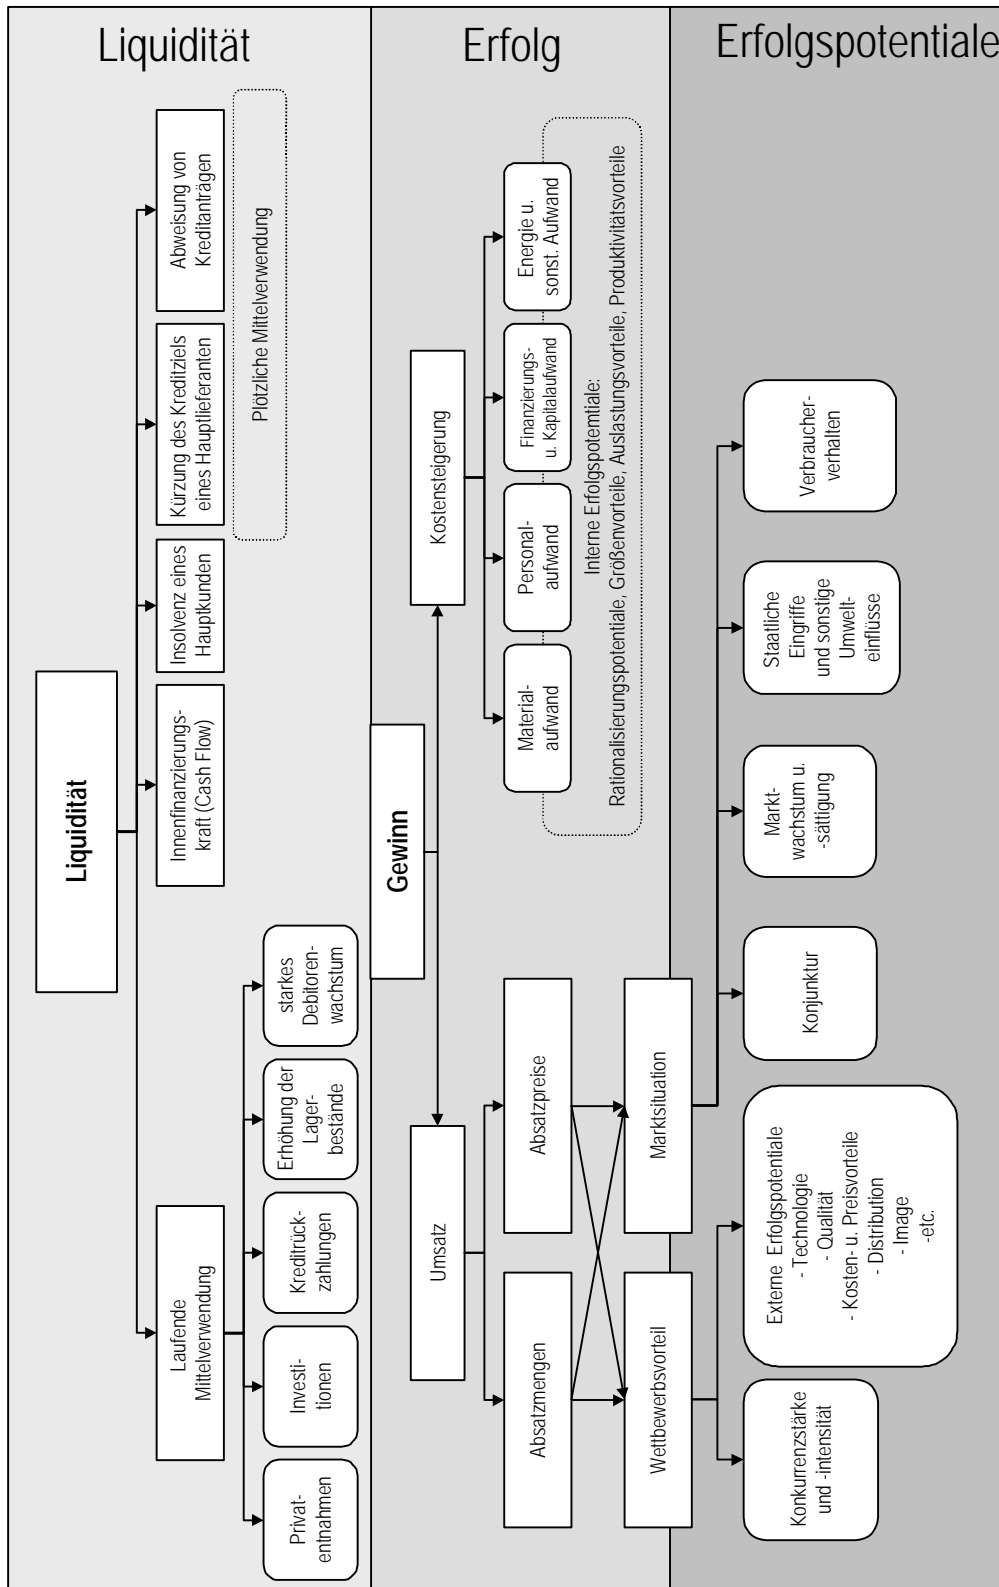 Liquidität
Liquidität
Laufende
Mittelverwendung
Innenfinanzierungs-
kraft (Cash Flow)
Insolvenz eines
Hauptkunden
Kürzung des Kreditziels
eines Hauptlieferanten
Abweisung von
Kreditanträgen
Plötzliche Mittelverwendung
Privat-
entnahmen
Investi-
tionen
Kreditrück-
zahlungen
Erhöhung der
Lager-
bestände
starkes
Debitoren-
wachstum
Erfolg
Gewinn
Umsatz
Kostensteigerung
Absatzmengen
Absatzpreise
Material-
aufwand
Personal-
aufwand
Finanzierungs-
u. Kapitalaufwand
Energie u.
sonst. Aufwand
Interne Erfolgspotemtiale:
Rationalisierungspotentiale, Größenvorteile, Auslastungsvorteile, Produktivitätsvorteile
Wettbewerbsvorteil
Marktsituation
Erfolgspotentiale
Konkurrenzstärke
und -intensität
Externe Erfolgspotentiale
- Technologie
- Qualität
- Kosten- u. Preisvorteile
- Distribution
- Image
-etc.
Konjunktur
Markt-
wachstum u.
-sättigung
Staatliche
Eingriffe
und sonstige
Umwelt-
einflüsse
Verbraucher-
verhalten